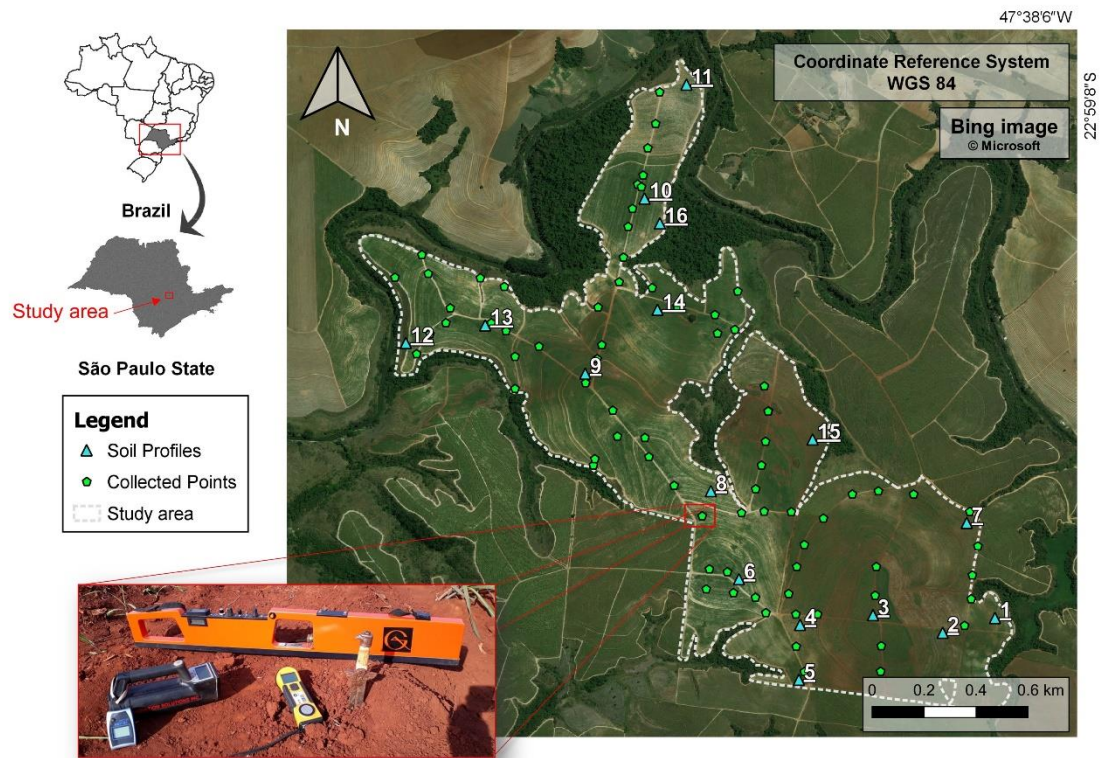 47°38'6"W
22°59'8"S
Coordinate Reference System
WGS 84
Bing image
© Microsoft
N
Brazil
Study area
São Paulo State
Legend
Soil Profiles
Collected Points
Study area
11
10
16
14
13
12
9
15
8
7
6
4
3
2
1
5
0 0.2 0.4 0.6 km